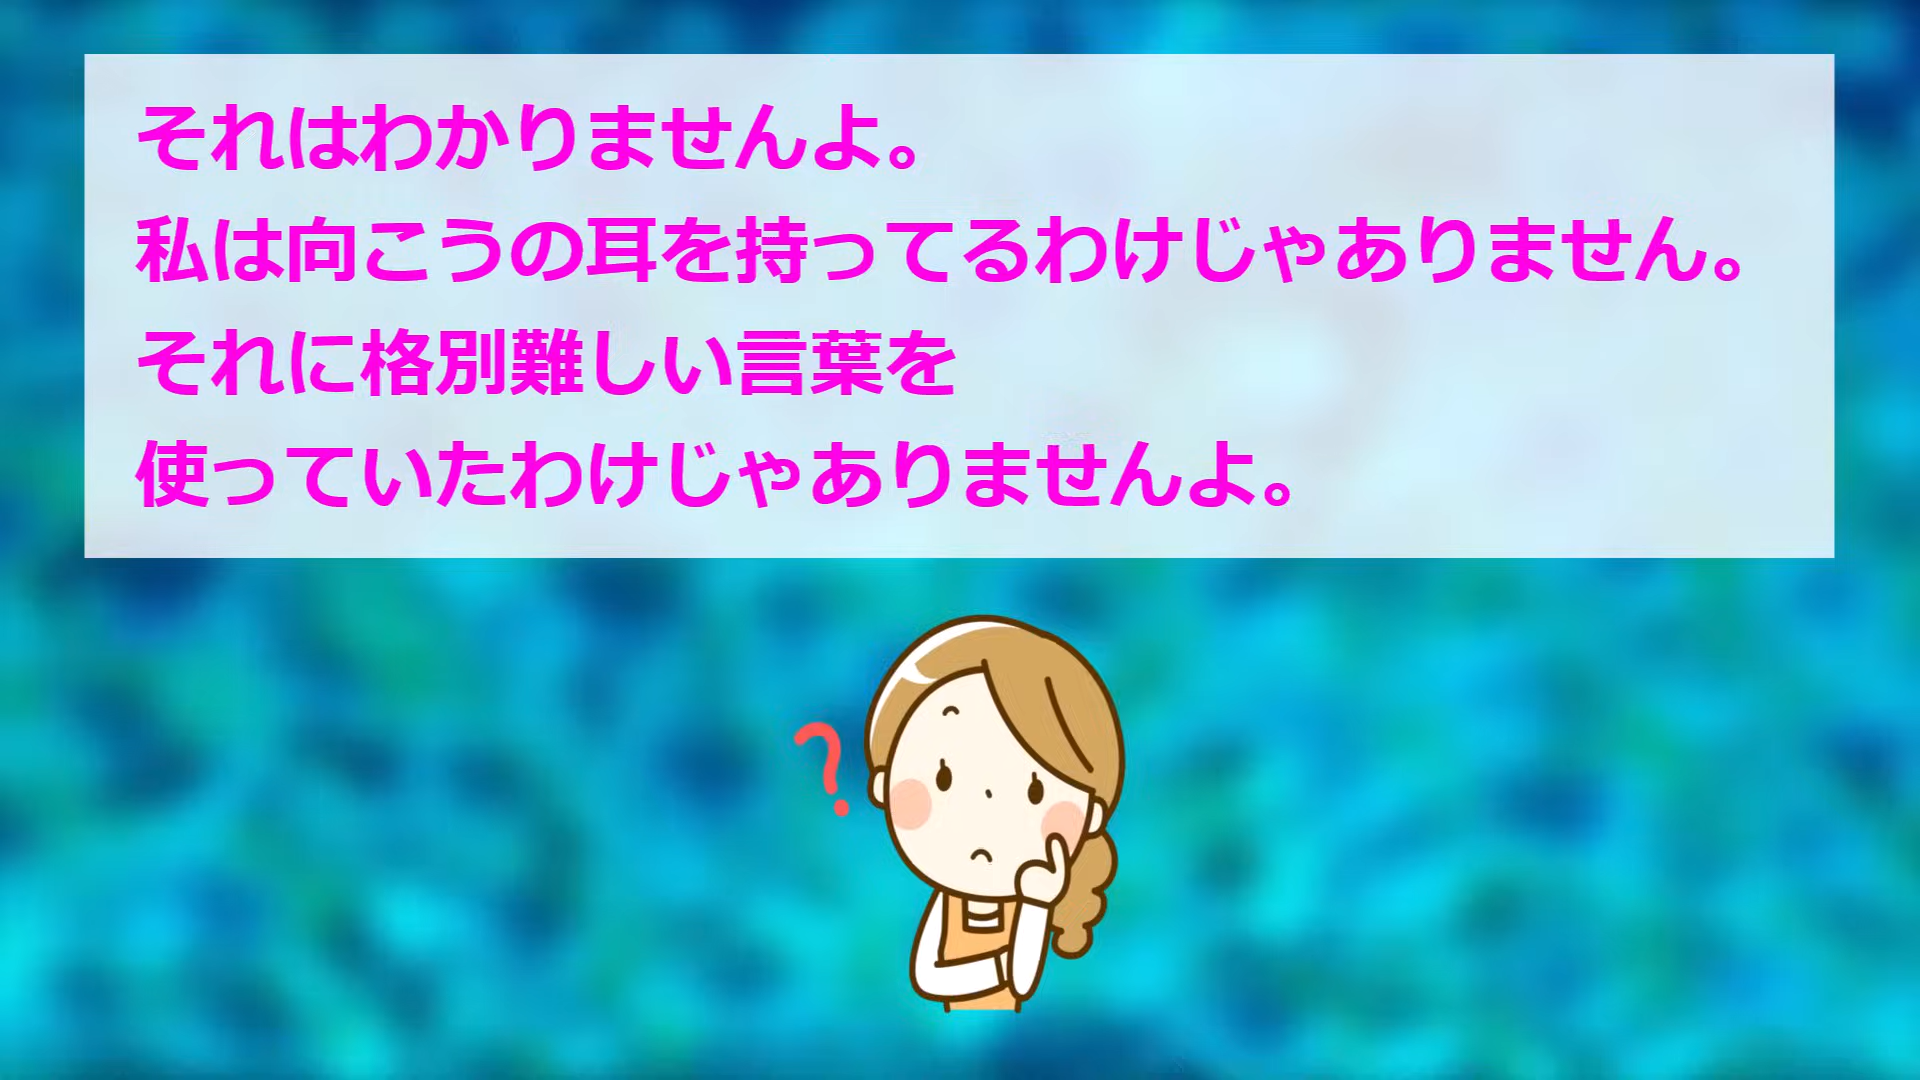 それはわかりませんよ。
私は向こうの耳を持ってるわけじゃありません。
それに格別難しい言葉を
使っていたわけじゃありませんよ。
?